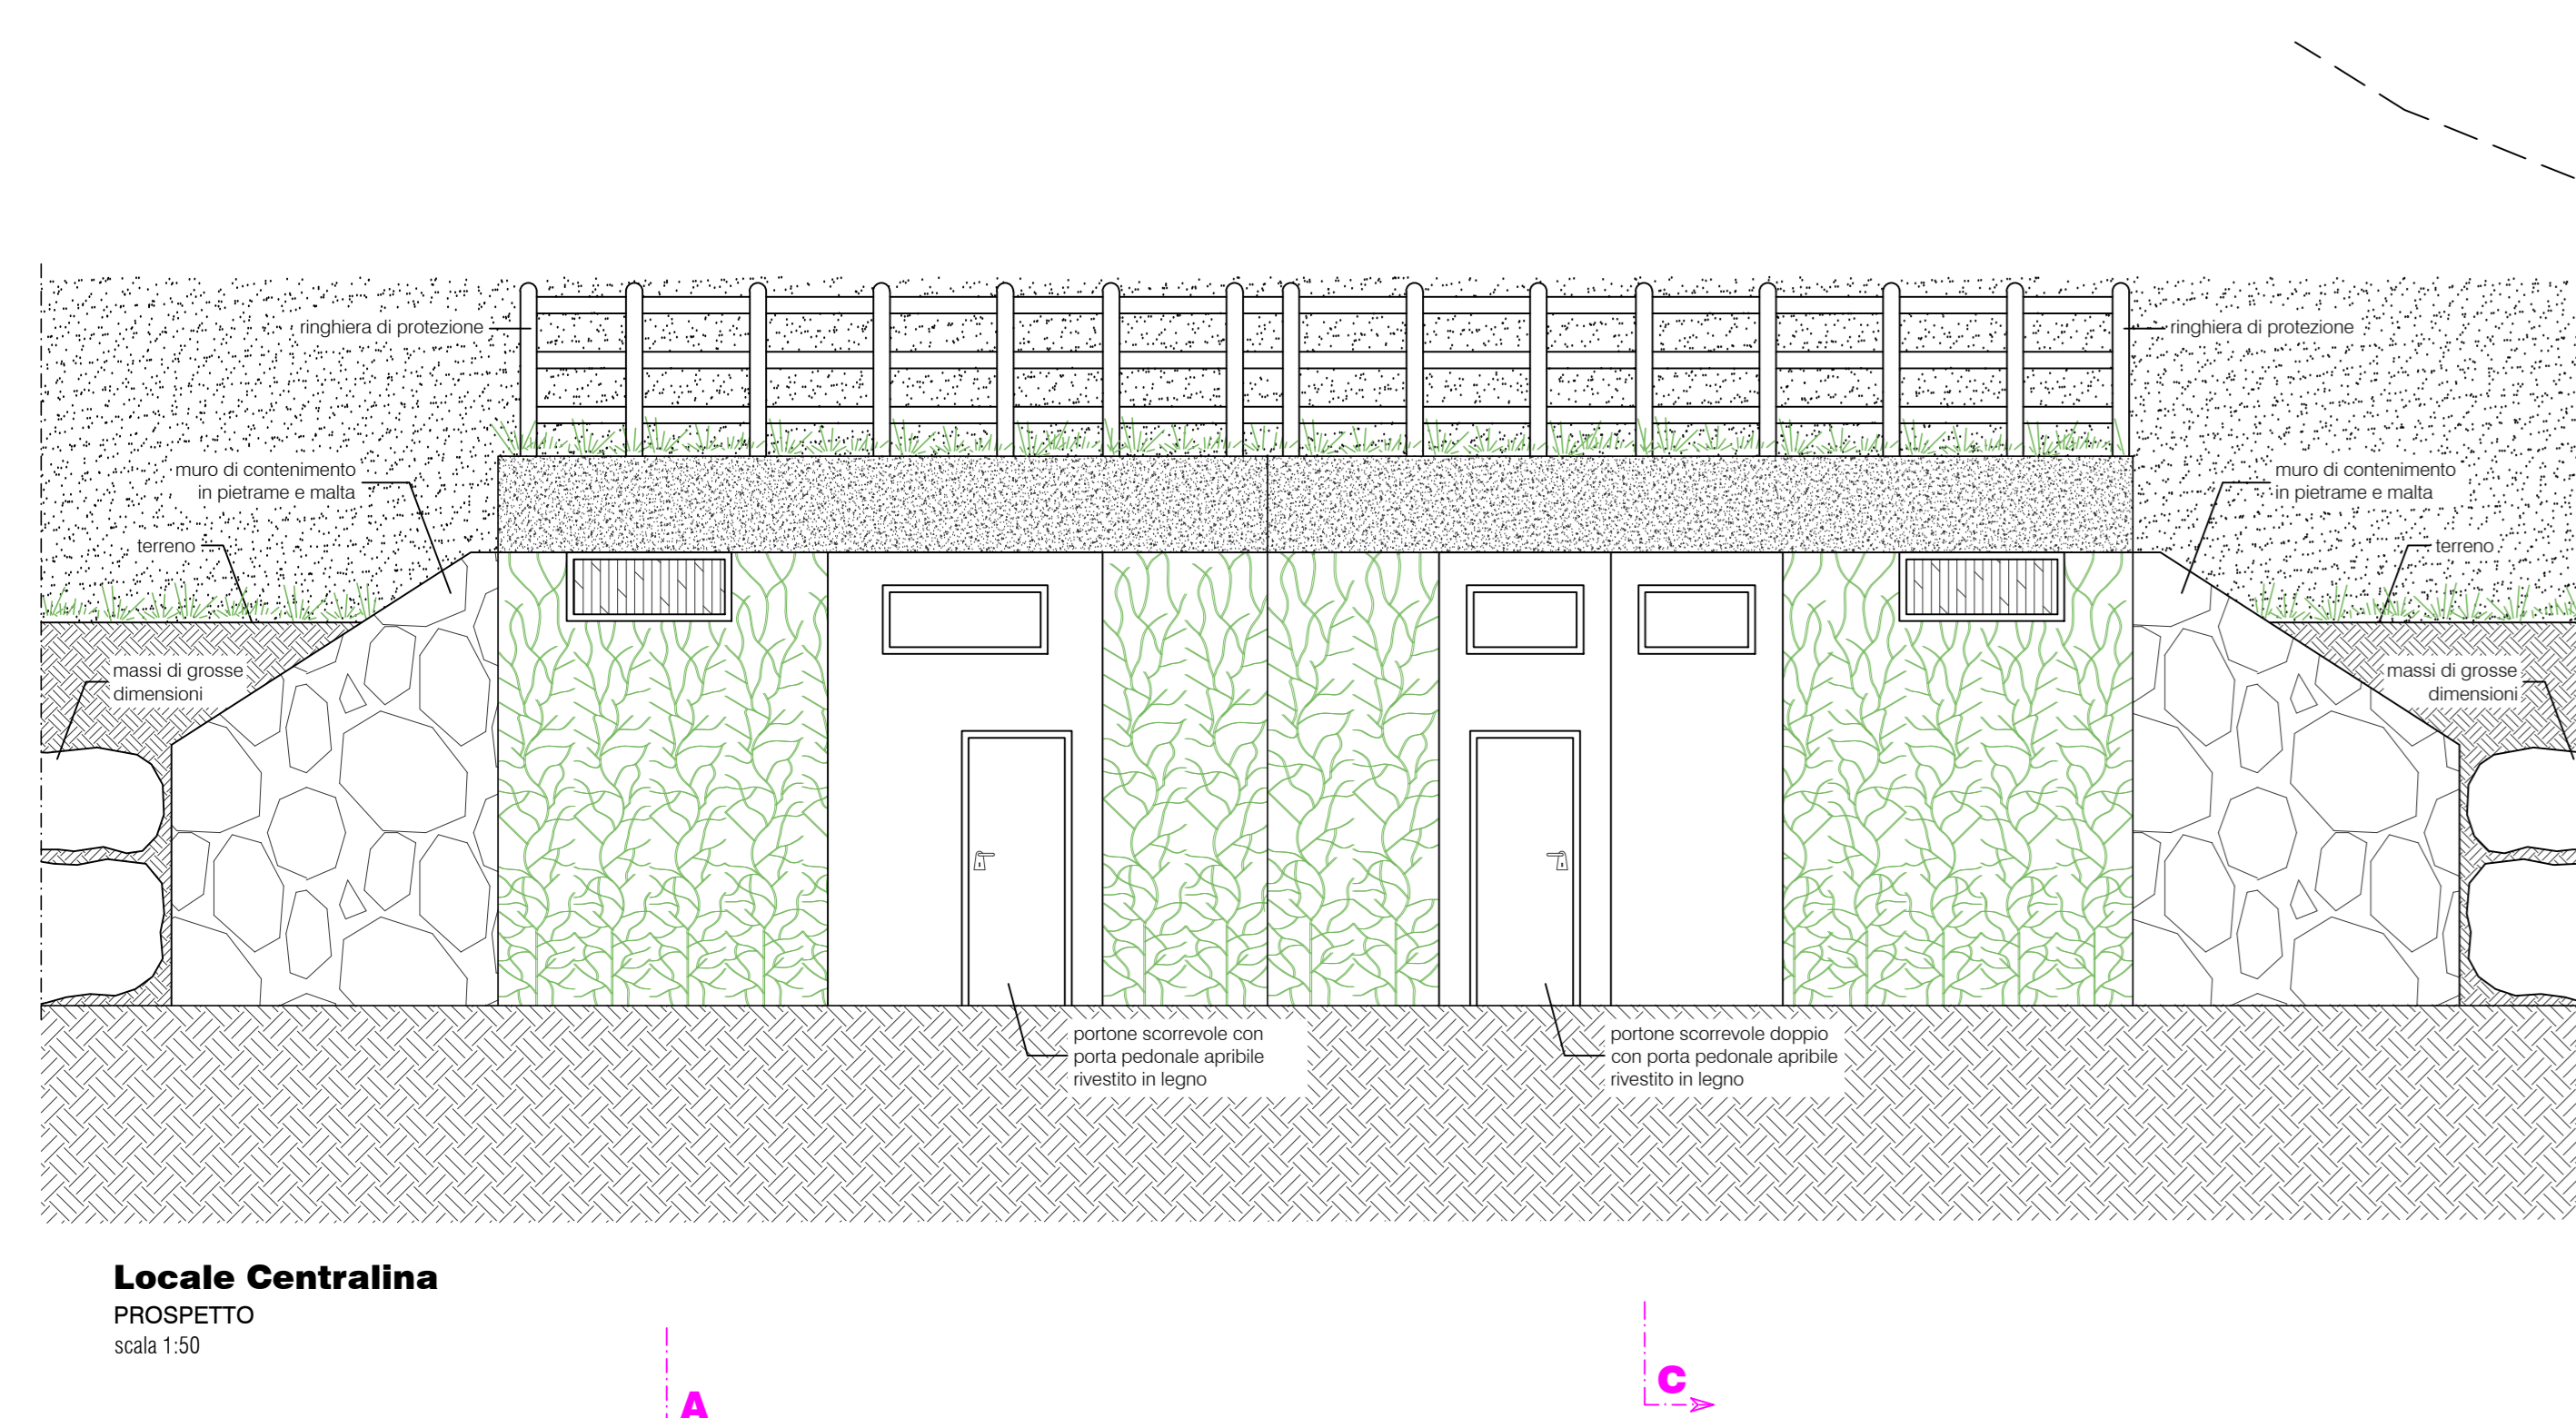 ringhiera di protezione
ringhiera di protezione
muro di contenimento
in pietrame e malta
muro di contenimento
in pietrame e malta
terreno
terreno
massi di grosse
dimensioni
massi di grosse
dimensioni
portone scorrevole con
porta pedonale apribile
rivestito in legno
portone scorrevole doppio
con porta pedonale apribile
rivestito in legno
Locale Centralina
PROSPETTO
scala 1:50
A
C